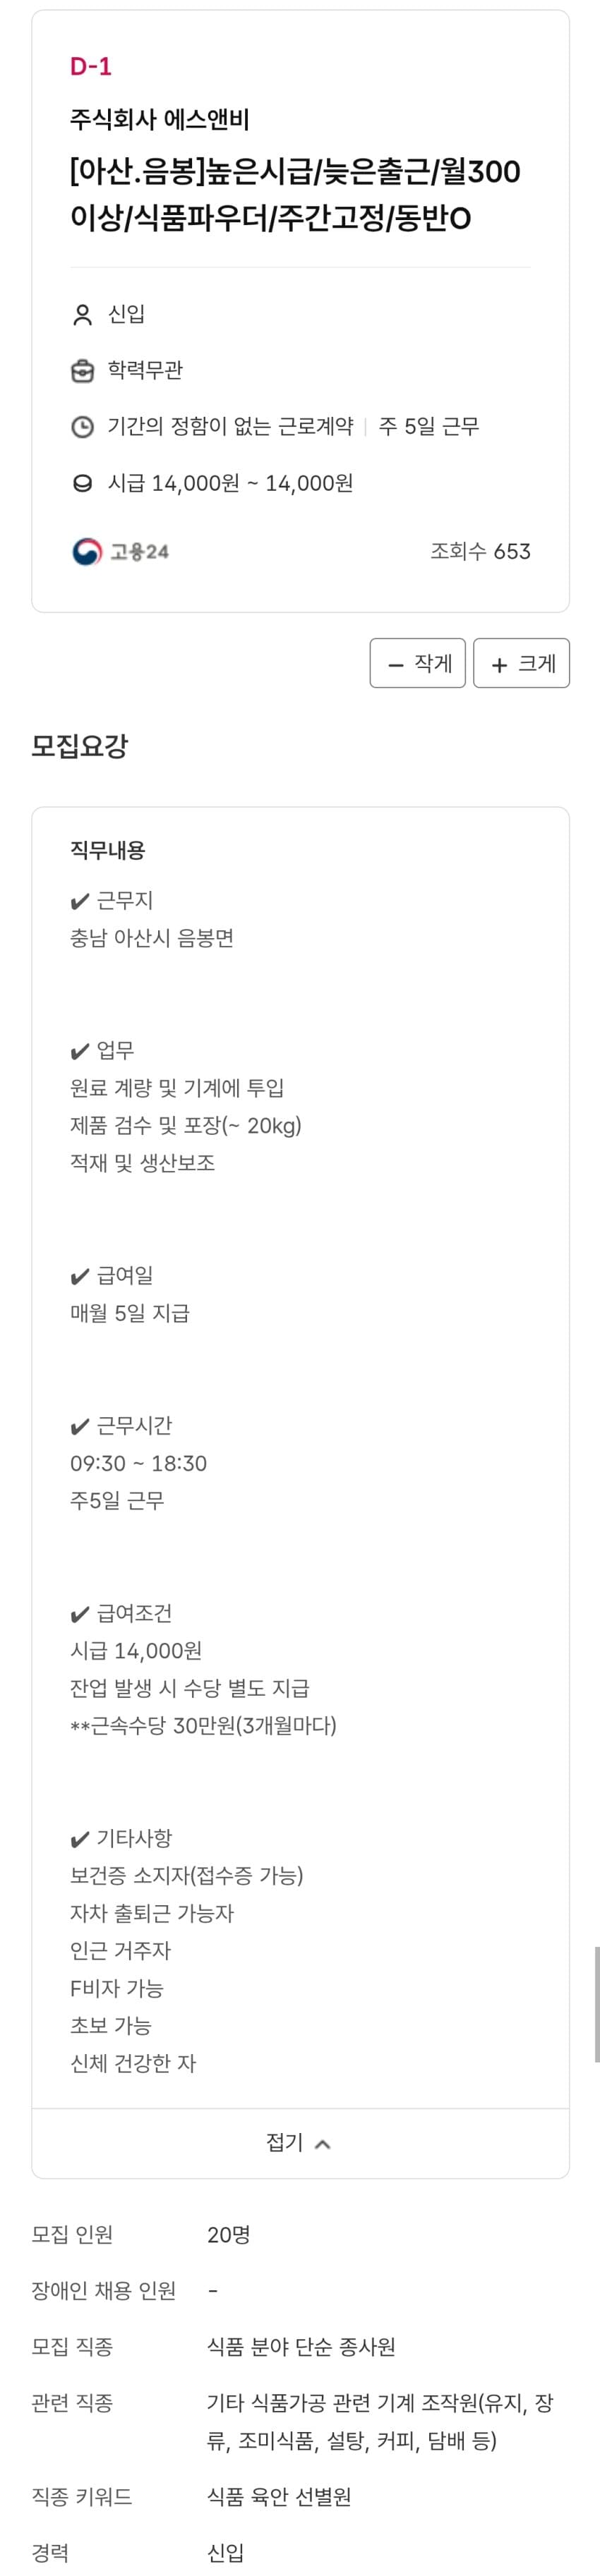 D-1
주식회사 에스앤비
[아산.음봉]높은시급/늦은출근/월300
이상/식품파우더/주간고정/동반O
신입
학력무관
기간의 정함이 없는 근로계약 | 주 5일 근무
시급 14,000원 ~ 14,000원
고용24 조회수 653
− 작게 + 크게
모집요강
직무내용
✔ 근무지
충남 아산시 음봉면
✔ 업무
원료 계량 및 기계에 투입
제품 검수 및 포장(~ 20kg)
적재 및 생산보조
✔ 급여일
매월 5일 지급
✔ 근무시간
09:30 ~ 18:30
주5일 근무
✔ 급여조건
시급 14,000원
잔업 발생 시 수당 별도 지급
**근속수당 30만원(3개월마다)
✔ 기타사항
보건증 소지자(접수증 가능)
자차 출퇴근 가능자
인근 거주자
F비자 가능
초보 가능
신체 건강한 자
접기
모집 인원 20명
장애인 채용 인원 -
모집 직종 식품 분야 단순 종사원
관련 직종 기타 식품가공 관련 기계 조작원(유지, 장
류, 조미식품, 설탕, 커피, 담배 등)
직종 키워드 식품 육안 선별원
경력 신입